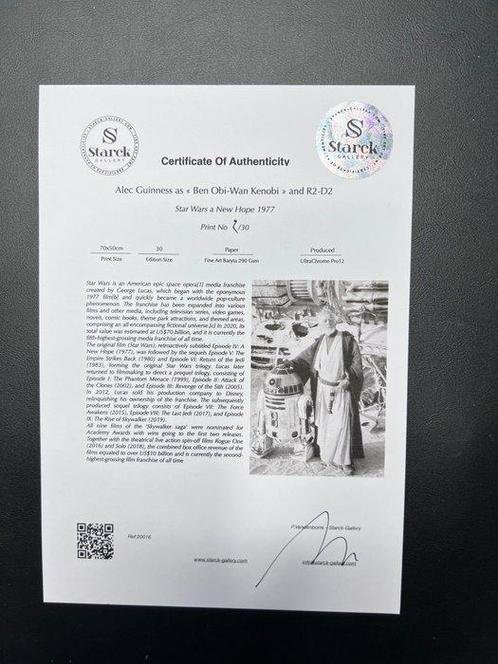 Starck
GALLERY
Starck
GALLERY
Certificate Of Authenticity
Alec Guinness as « Ben Obi-Wan Kenobi » and R2-D2
Star Wars a New Hope 1977
Print No /30
70x50cm 30 Paper Produced
Print Size Edition Size Fine Art Baryta 290 Gsm UltraChrome Pro12
Star Wars is an American epic space opera[1] media franchise
created by George Lucas, which began with the eponymous
1977 film[b] and quickly became a worldwide pop-culture
phenomenon. The franchise has been expanded into various
films and other media, including television series, video games,
novels, comic books, theme park attractions, and themed areas,
comprising an all-encompassing fictional universe.[c] In 2020, its
total value was estimated at US$70 billion, and it is currently the
fifth-highest-grossing media franchise of all time.
The original film (Star Wars), retroactively subtitled Episode IV: A
New Hope (1977), was followed by the sequels Episode V: The
Empire Strikes Back (1980) and Episode VI: Return of the Jedi
(1983), forming the original Star Wars trilogy. Lucas later
returned to filmmaking to direct a prequel trilogy, consisting of
Episode I: The Phantom Menace (1999), Episode II: Attack of
the Clones (2002), and Episode III: Revenge of the Sith (2005).
In 2012, Lucas sold his production company to Disney,
relinquishing his ownership of the franchise. The subsequently
produced sequel trilogy consists of Episode VII: The Force
Awakens (2015), Episode VIII: The Last Jedi (2017), and Episode
IX: The Rise of Skywalker (2019).
All nine films of the 'Skywalker saga' were nominated for
Academy Awards with wins going to the first two releases.
Together with the theatrical live action spin-off films Rogue One
(2016) and Solo (2018), the combined box office revenue of the
films equated to over US$10 billion and is currently the second-
highest-grossing film franchise of all time
P.Vandenborns - Starck-Gallery
Ref:20016
www.starck-gallery.com
info@starck-gallery.com